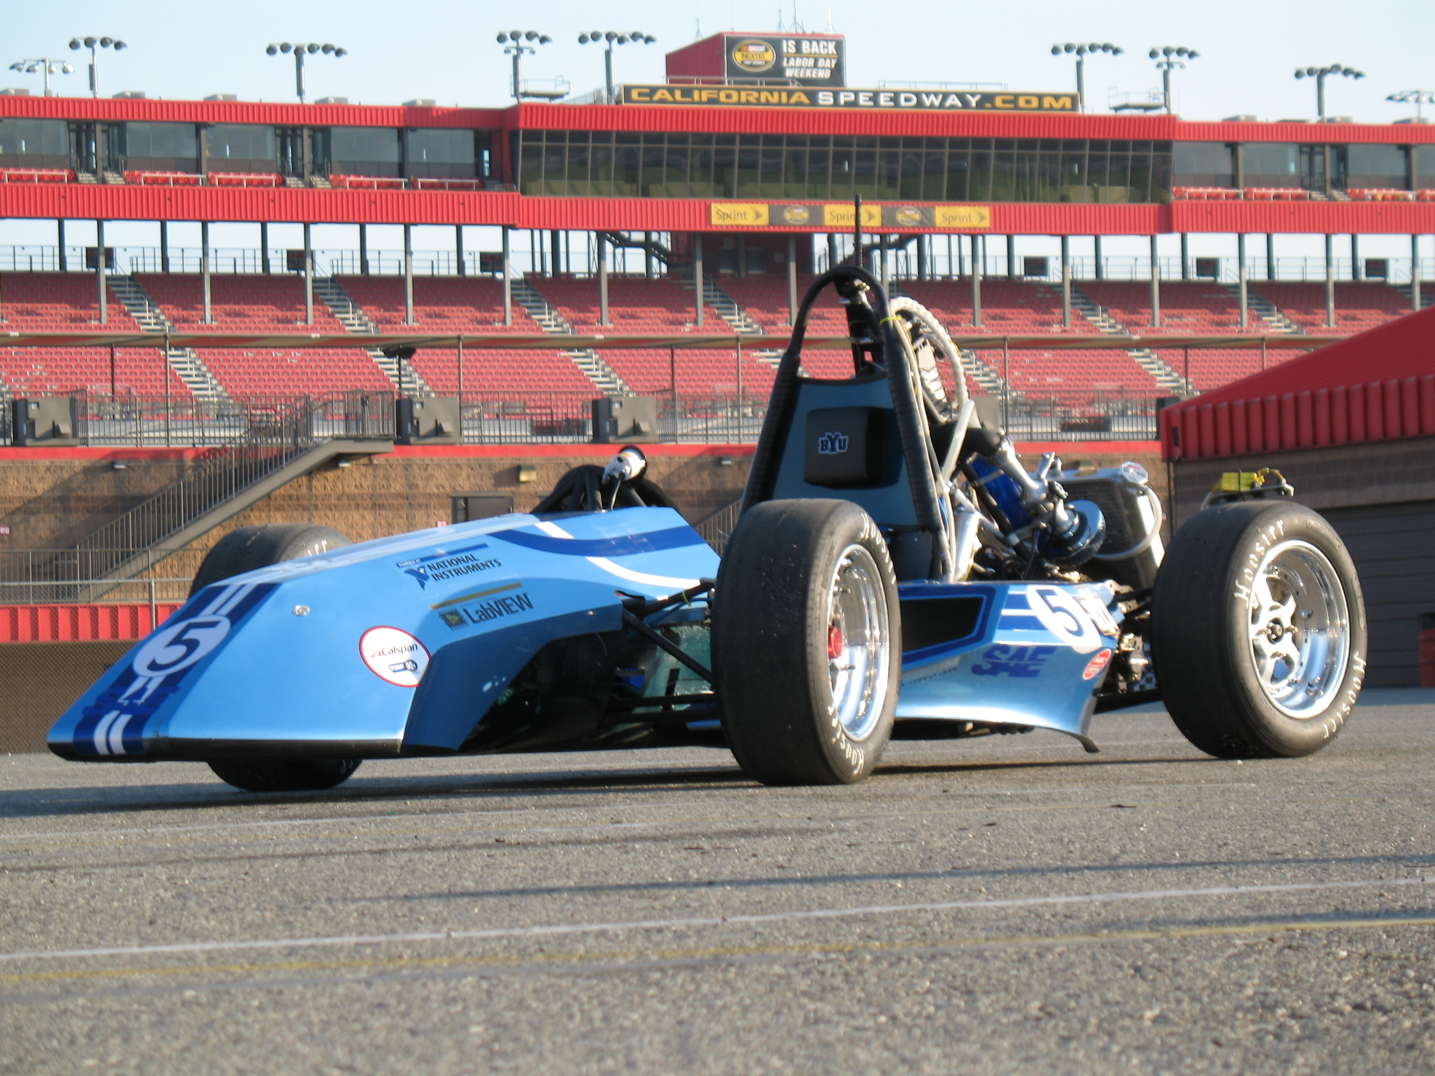 IS BACK
LABOR DAY
WEEKEND
CALIFORNIA SPEEDWAY.COM
Sprint
Sprint
Sprint
BYU
NATIONAL
INSTRUMENTS
LabVIEW
Calspan
5
5
SAE
Hoosier
Hoosier
Hoosier